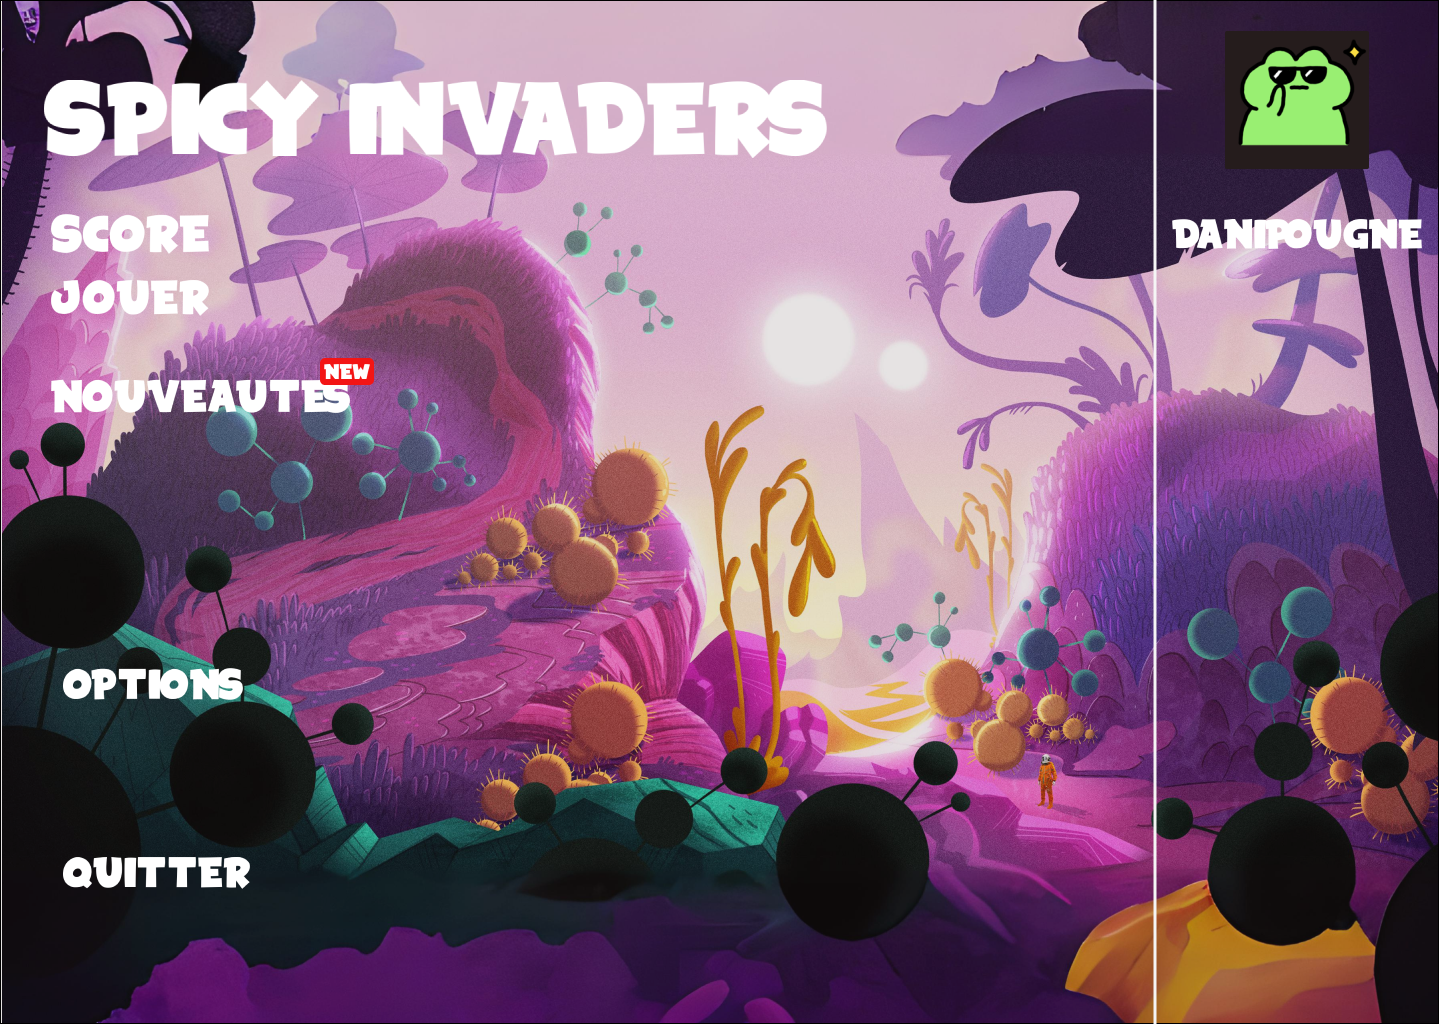 SPICY INVADERS
SCORE
JOUER
NEW
NOUVEAUTES
OPTIONS
QUITTER
DANIPOUGNE